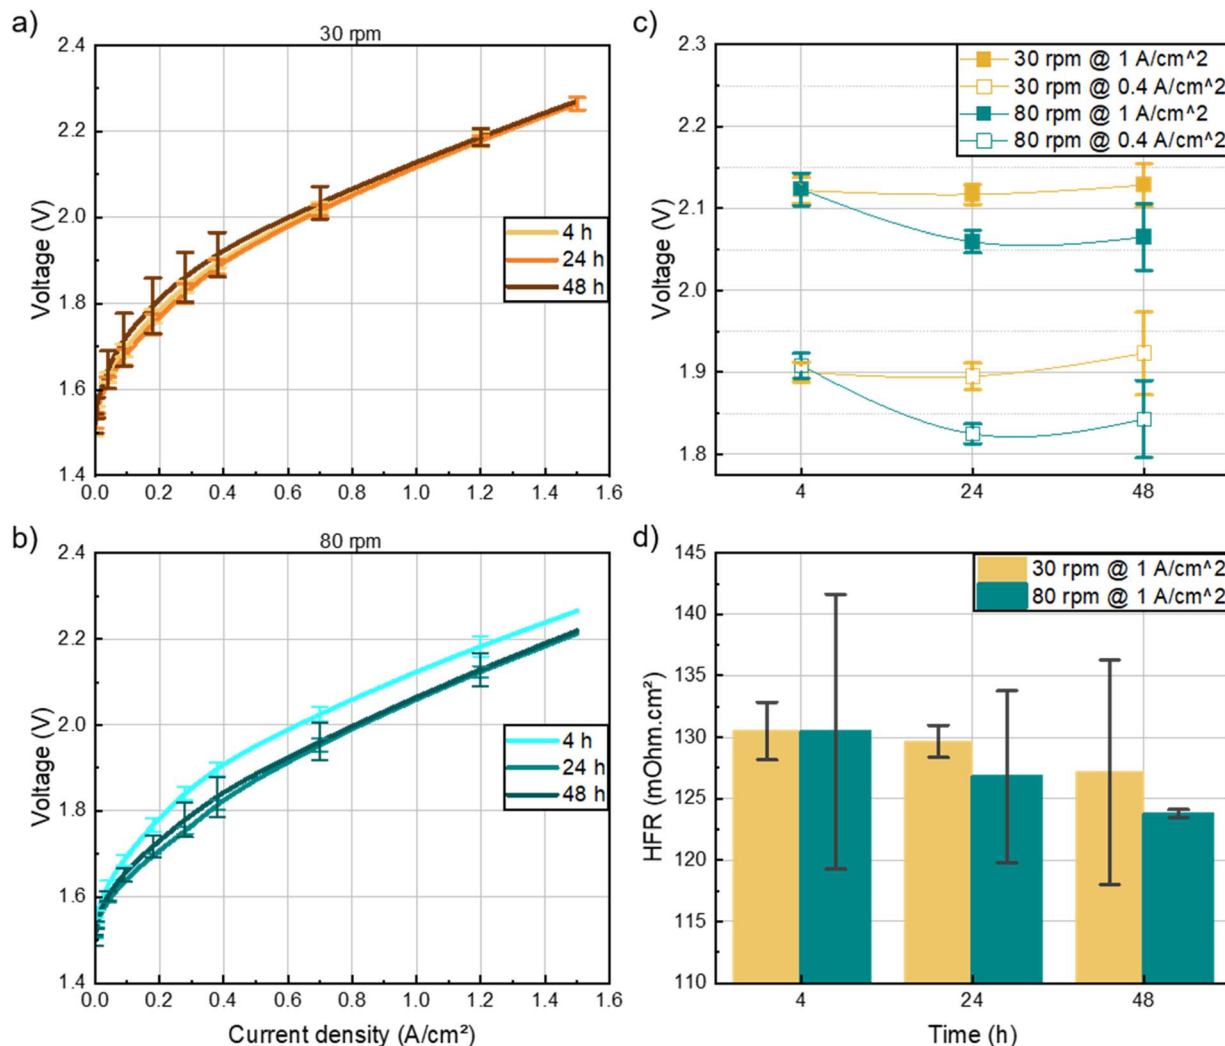 a)
30 rpm
2.4
2.2
2.0
1.8
1.6
1.4
Voltage (V)
4 h
24 h
48 h
0.0 0.2 0.4 0.6 0.8 1.0 1.2 1.4 1.6
b)
80 rpm
2.4
2.2
2.0
1.8
1.6
1.4
Voltage (V)
4 h
24 h
48 h
0.0 0.2 0.4 0.6 0.8 1.0 1.2 1.4 1.6
Current density (A/cm²)
c)
2.3
2.2
2.1
2.0
1.9
1.8
Voltage (V)
30 rpm @ 1 A/cm^2
30 rpm @ 0.4 A/cm^2
80 rpm @ 1 A/cm^2
80 rpm @ 0.4 A/cm^2
4 24 48
d)
145
140
135
130
125
120
115
110
HFR (mOhm.cm²)
30 rpm @ 1 A/cm^2
80 rpm @ 1 A/cm^2
4 24 48
Time (h)